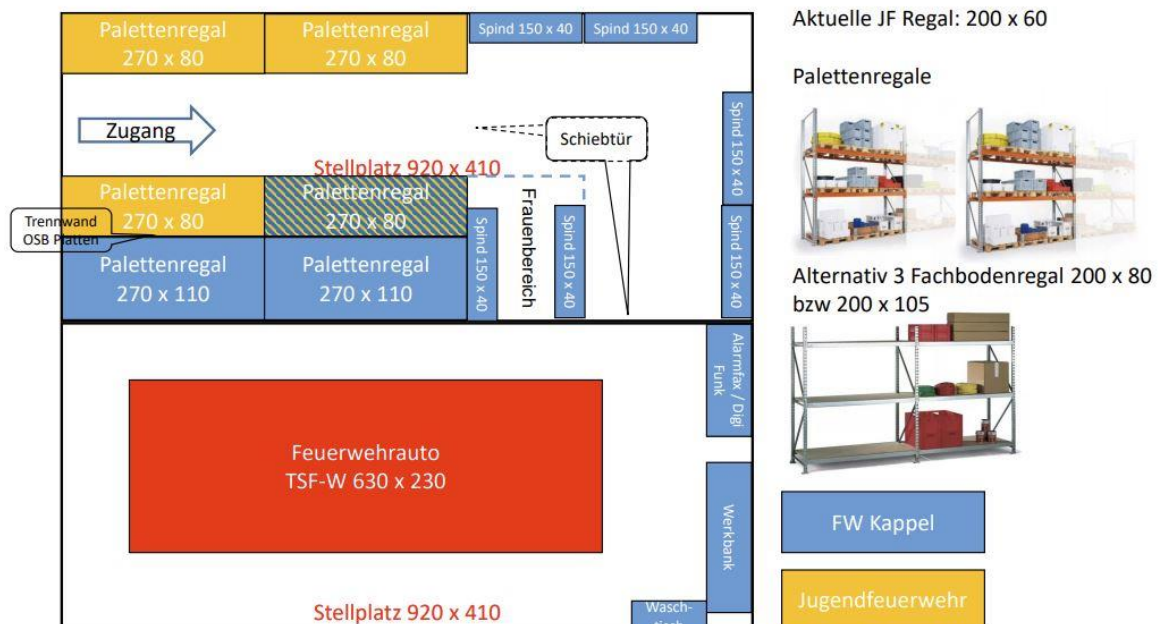 Palettenregal
270 x 80
Palettenregal
270 x 80
Spind 150 x 40
Spind 150 x 40
Aktuelle JF Regal: 200 x 60
Palettenregale
Zugang
Schiebtür
Spind 150 x 40
Stellplatz 920 x 410
Palettenregal
270 x 80
Palettenregal
270 x 80
Trennwand
OSB Platten
Spind 150 x 40
Frauenbereich
Spind 150 x 40
Spind 150 x 40
Palettenregal
270 x 110
Palettenregal
270 x 110
Alternativ 3 Fachbodenregal 200 x 80
bzw 200 x 105
Alarmfax / Digi
Funk
Feuerwehrauto
TSF-W 630 x 230
Werkbank
FW Kappel
Jugendfeuerwehr
Stellplatz 920 x 410
Wasch-